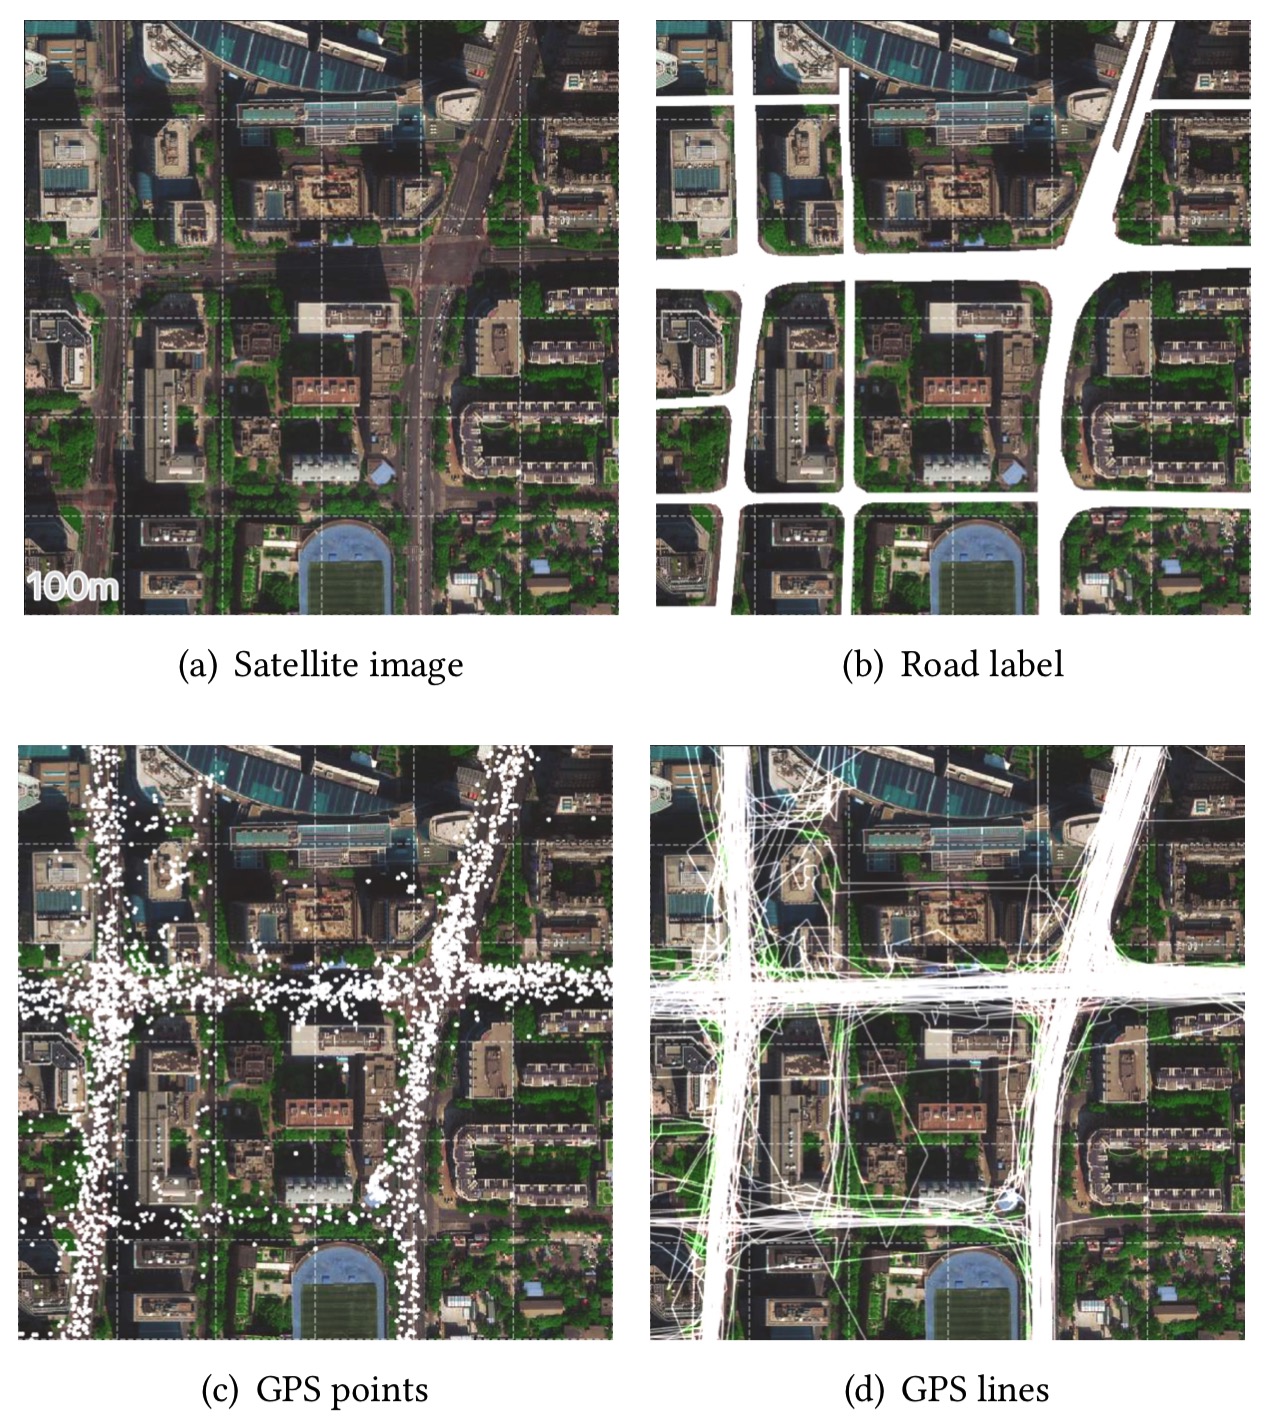 100m
(a) Satellite image
(b) Road label
(c) GPS points
(d) GPS lines